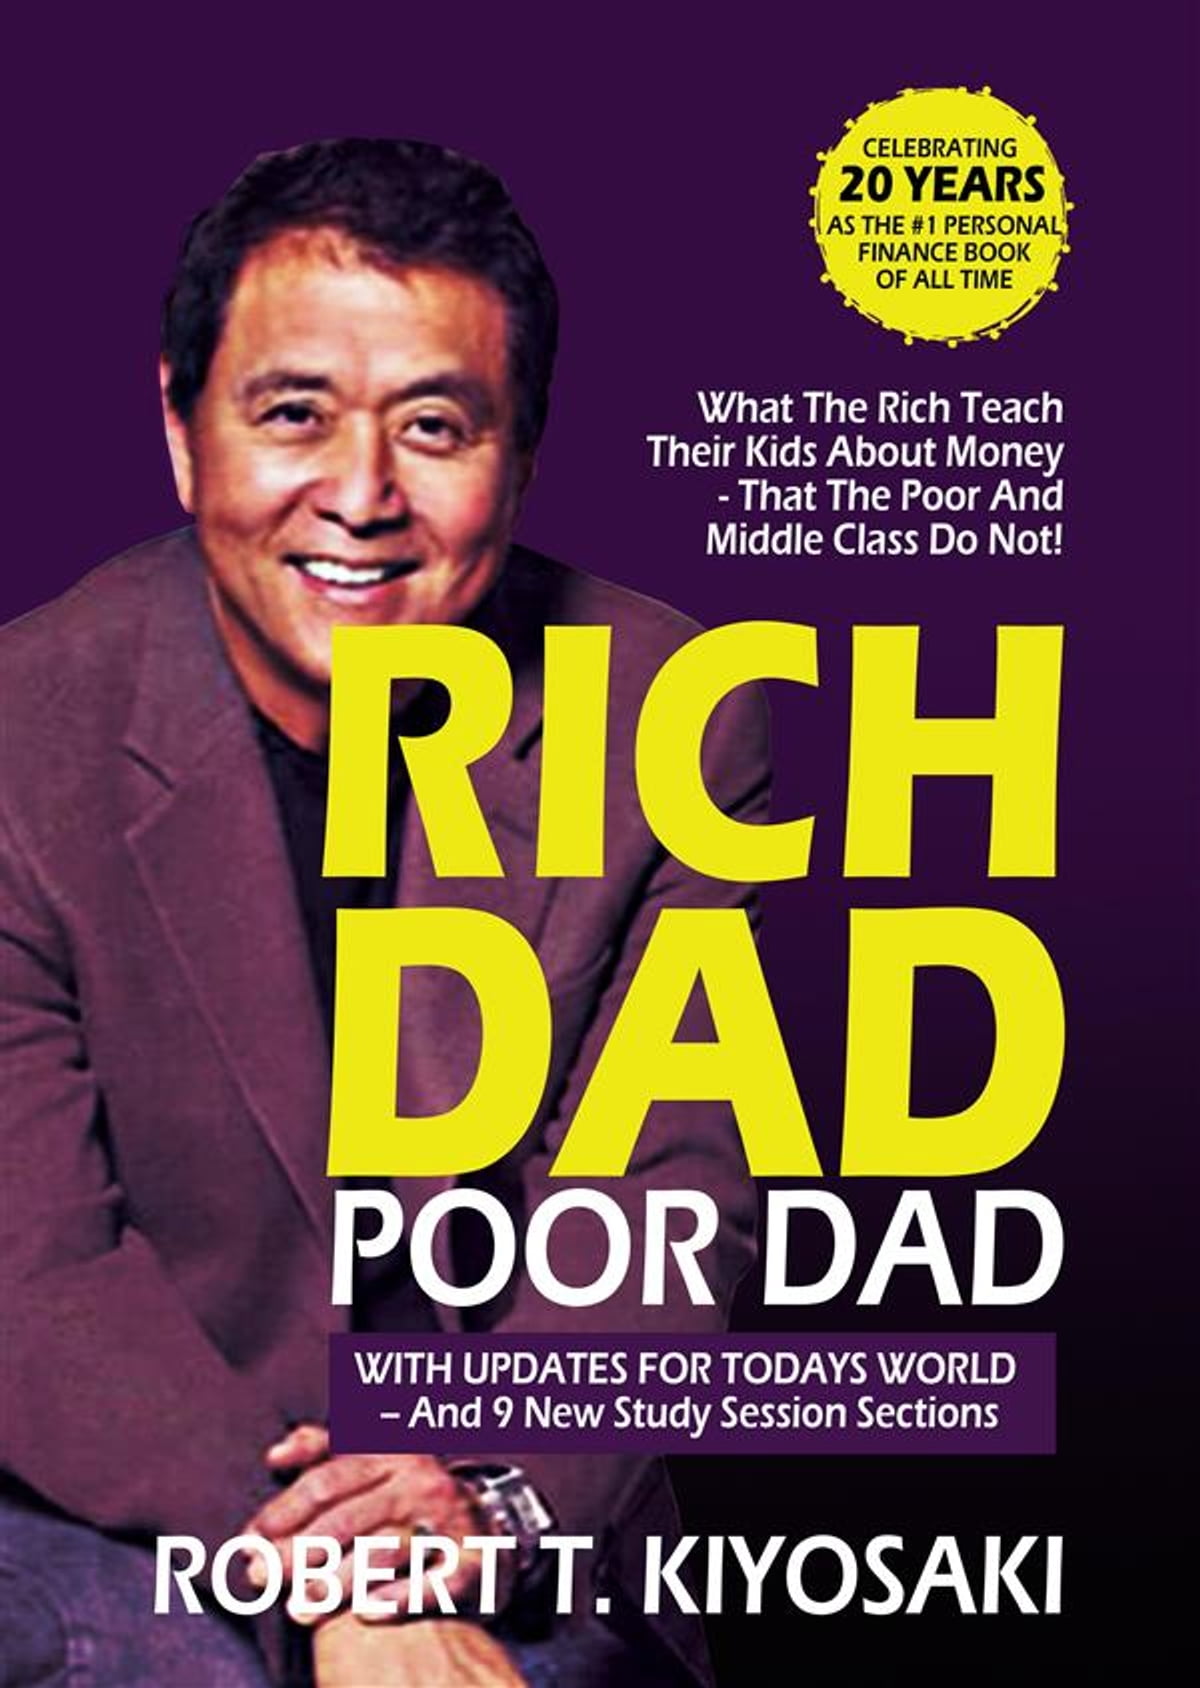 CELEBRATING
20 YEARS
AS THE #1 PERSONAL
FINANCE BOOK
OF ALL TIME
What The Rich Teach
Their Kids About Money
- That The Poor And
Middle Class Do Not!
RICH
DAD
POOR DAD
WITH UPDATES FOR TODAYS WORLD
– And 9 New Study Session Sections
ROBERT T. KIYOSAKI